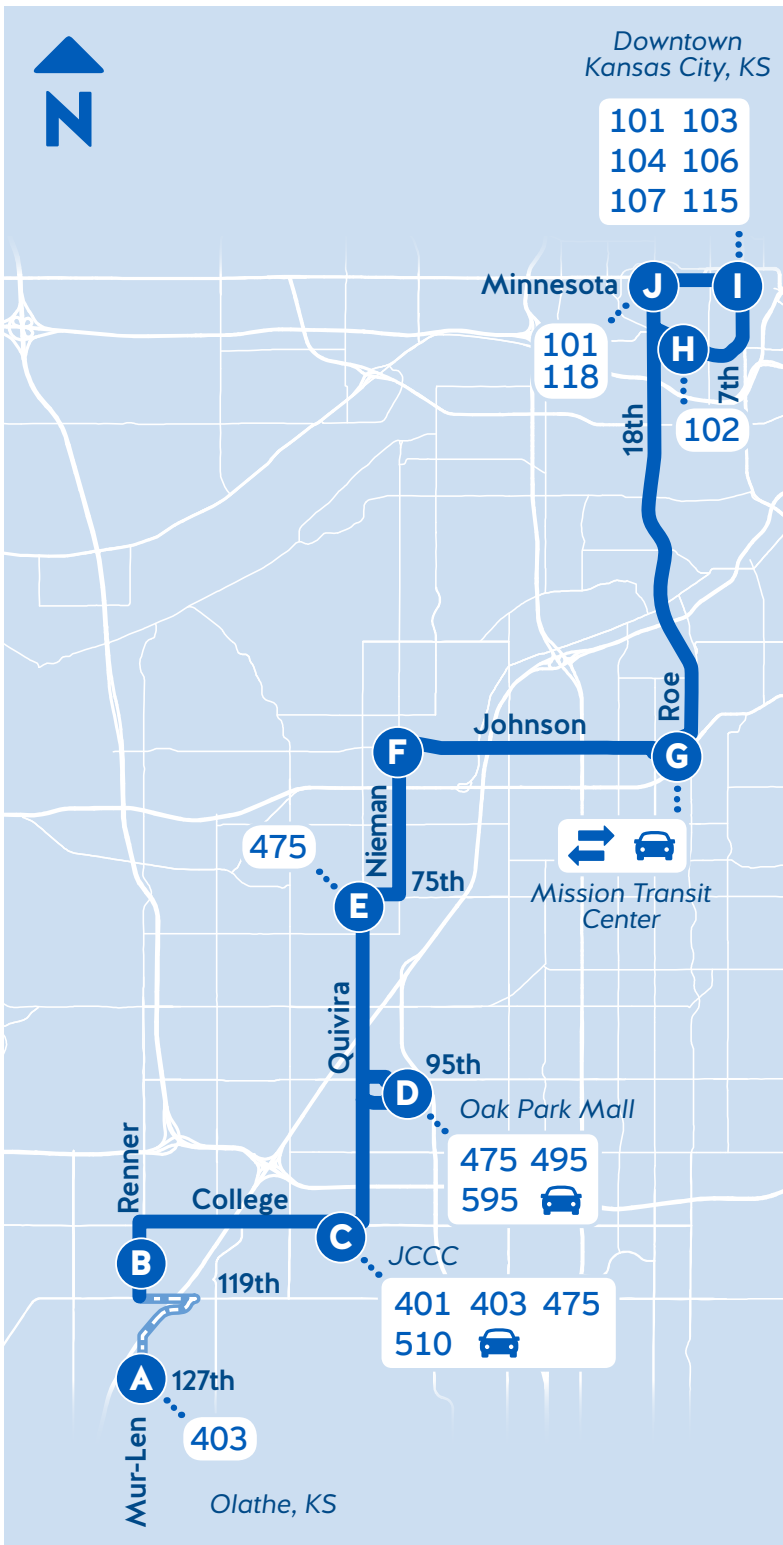 Downtown
Kansas City, KS
N
101 103
104 106
107 115
Minnesota
J
I
101
118
H
7th
102
18th
Roe
Johnson
F
G
Nieman
475
75th
E
Mission Transit
Center
Quivira
95th
D
Oak Park Mall
475 495
595
Renner
College
C
B
JCCC
119th
401 403 475
510
A
127th
403
Mur-Len
Olathe, KS